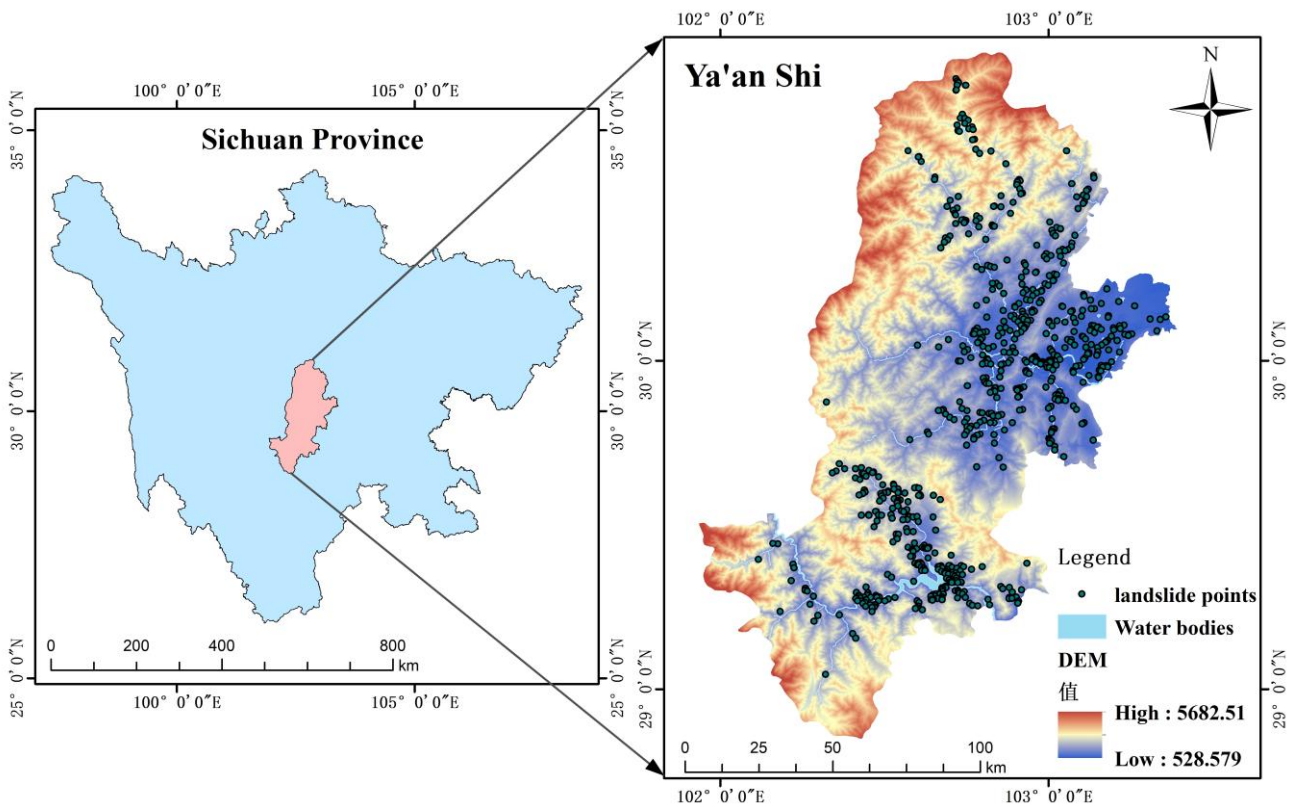 100° 0′0″E
105° 0′0″E
35° 0′0″N
35° 0′0″N
Sichuan Province
30° 0′0″N
30° 0′0″N
0
200
400
600
800
km
25° 0′0″N
25° 0′0″N
100° 0′0″E
105° 0′0″E
102° 0′0″E
103° 0′0″E
Ya'an Shi
N
30° 0′0″N
30° 0′0″N
Legend
landslide points
Water bodies
DEM
值
High : 5682.51
Low : 528.579
29° 0′0″N
29° 0′0″N
0
25
50
100
km
102° 0′0″E
103° 0′0″E